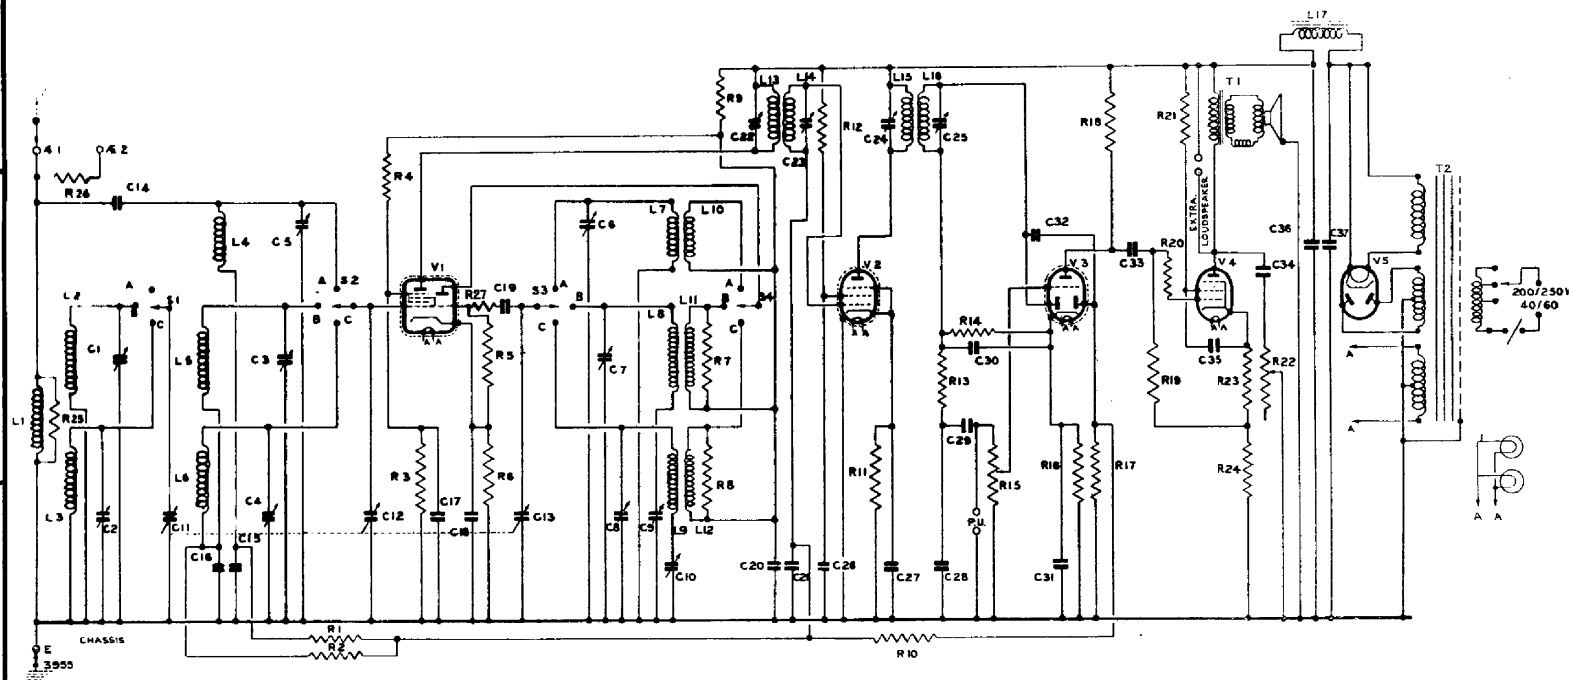 L17
T1
L13
L14
L15
L16
R9
C22
C23
R12
C24
C25
R18
R21
EXTRA.
LOUDSPEAKER
A1
Æ2
R26
C14
R4
L4
C5
A
S2
B
C
V1
R27
C19
S3
A
B
C
C6
L7
L10
L2
A
S1
B
C
L5
C3
C1
R5
L8
L11
B
S4
C
C7
R7
V2
A A
C32
V3
A A
C33
R20
V4
A A
C34
C36
C37
V5
T2
200/250V
40/60
R14
C30
C35
R13
R19
R23
R22
A
A
L1
R25
L3
C2
C11
L6
C4
C12
R3
C17
R6
C18
C13
C8
C9
L9
L12
R8
C10
R11
C29
R15
P.U.
R16
R17
R24
A A
C16
C15
C20
C21
C26
C27
C28
C31
CHASSIS
E
3955
R1
R2
R10